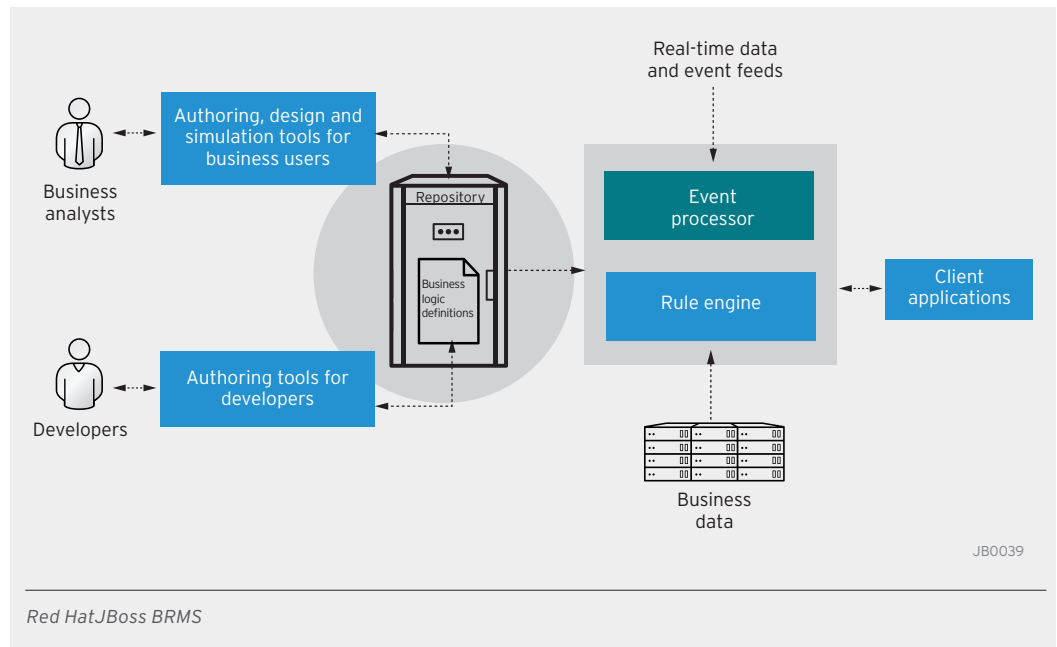 Real-time data
and event feeds
Authoring, design and
simulation tools for
business users
Business
analysts
Repository
Event
processor
Business
logic
definitions
Rule engine
Client
applications
Authoring tools for
developers
Developers
Business
data
JB0039
Red HatJBoss BRMS